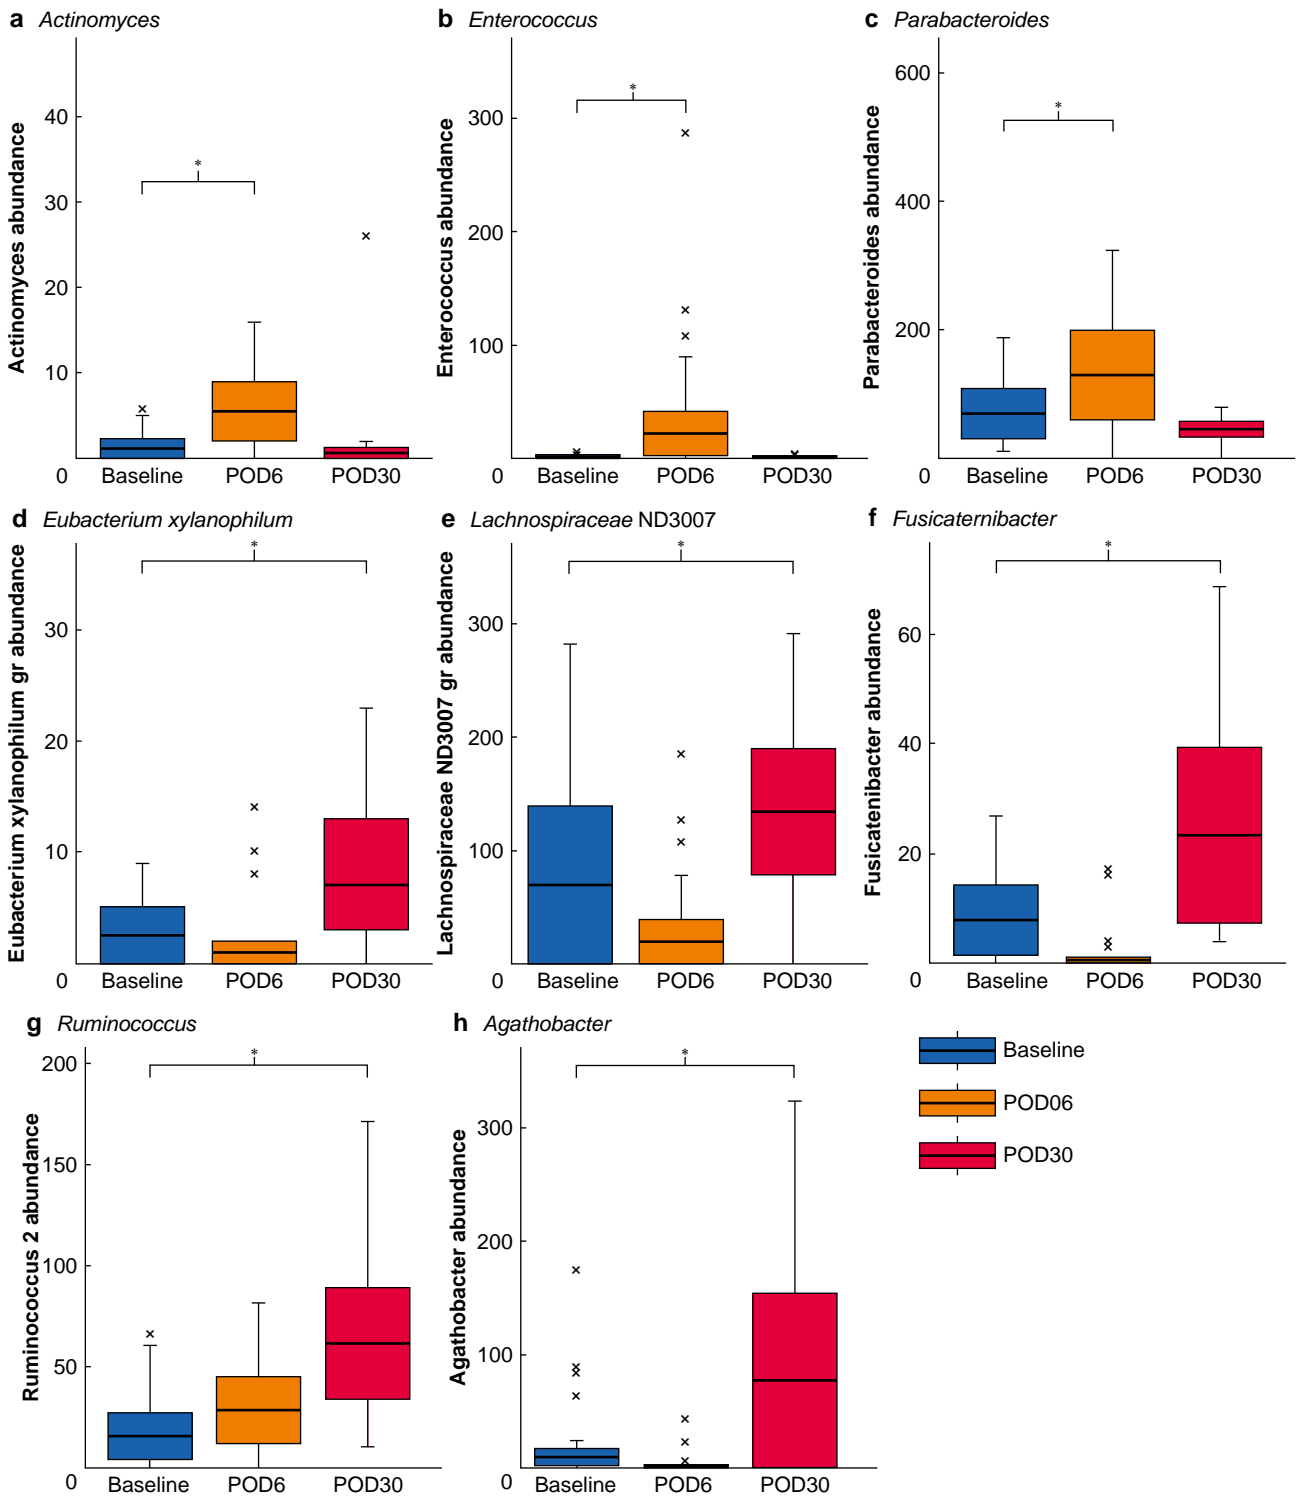 a Actinomyces
Actinomyces abundance
40
30
20
10
0
*
Baseline POD6 POD30
b Enterococcus
Enterococcus abundance
300
200
100
*
Baseline POD6 POD30
c Parabacteroides
Parabacteroides abundance
600
400
200
0
*
Baseline POD6 POD30
d Eubacterium xylanophilum
Eubacterium xylanophilum gr abundance
30
20
10
0
*
Baseline POD6 POD30
e Lachnospiraceae ND3007
Lachnospiraceae ND3007 gr abundance
300
200
100
0
*
Baseline POD6 POD30
f Fusicaternibacter
Fusicatenibacter abundance
60
40
20
0
*
Baseline POD6 POD30
g Ruminococcus
Ruminococcus 2 abundance
200
150
100
50
0
*
Baseline POD6 POD30
h Agathobacter
Agathobacter abundance
300
200
100
0
*
Baseline POD6 POD30
Baseline
POD06
POD30